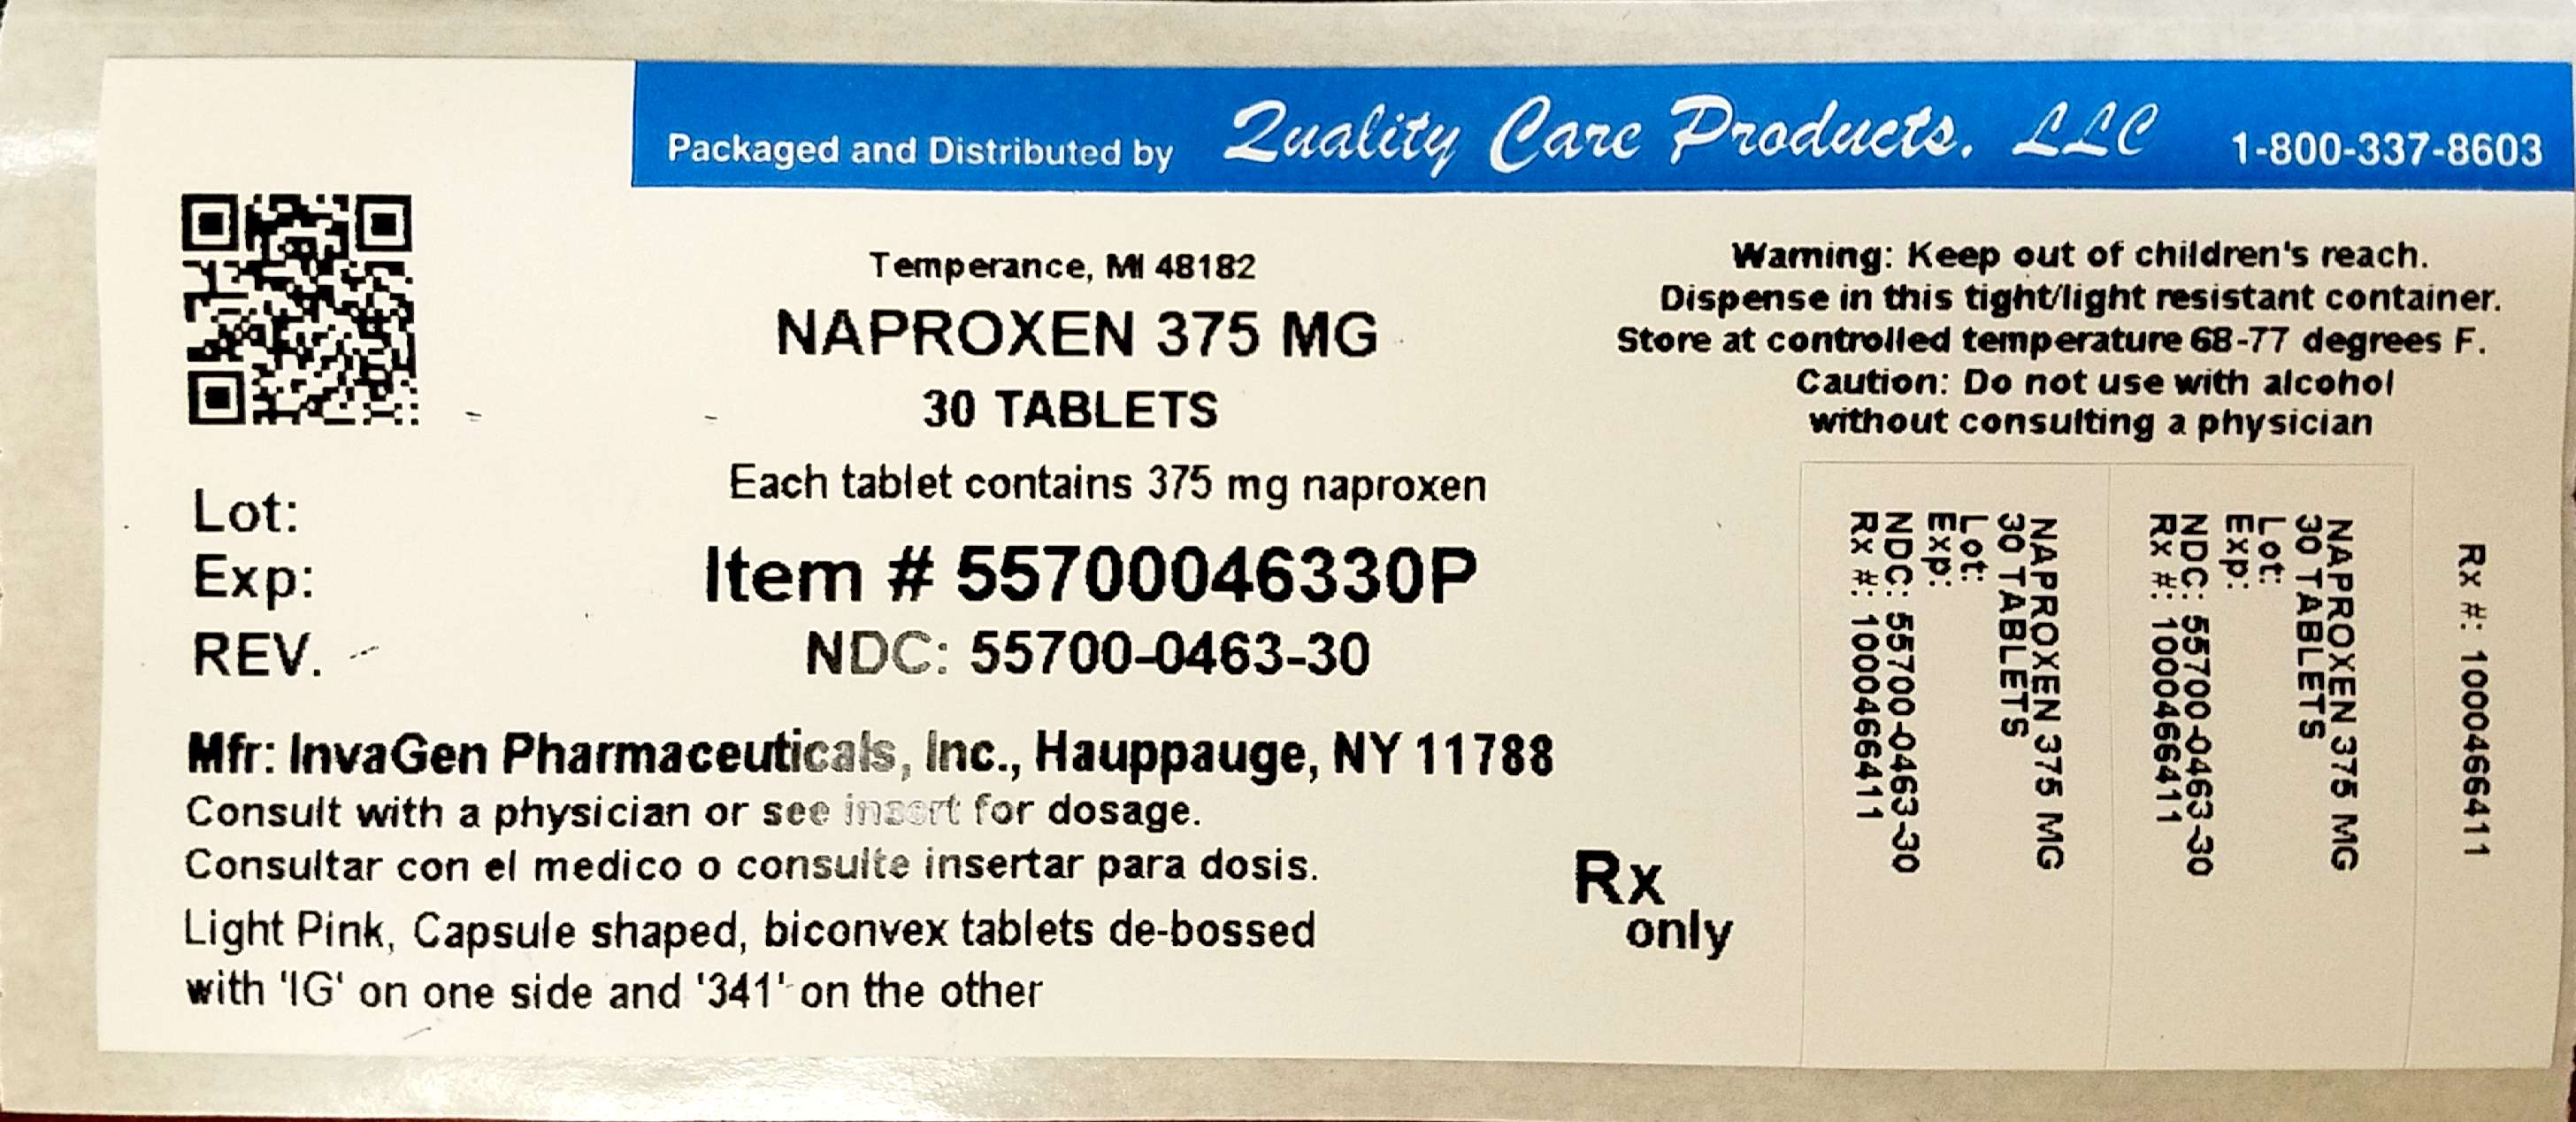 Packaged and Distributed by Quality Care Products, LLC 1-800-337-8603
Temperance, MI 48182
NAPROXEN 375 MG
30 TABLETS
Each tablet contains 375 mg naproxen
Item # 55700046330P
NDC: 55700-0463-30
Warning: Keep out of children's reach.
Dispense in this tight/light resistant container.
Store at controlled temperature 68-77 degrees F.
Caution: Do not use with alcohol
without consulting a physician
Lot:
Exp:
REV.
Mfr: InvaGen Pharmaceuticals, Inc., Hauppauge, NY 11788
Consult with a physician or see insert for dosage.
Consultar con el medico o consulte insertar para dosis.
Light Pink, Capsule shaped, biconvex tablets de-bossed
with 'IG' on one side and '341' on the other
Rx
only
NAPROXEN 375 MG
30 TABLETS
Lot:
Exp:
NDC: 55700-0463-30
Rx #: 100466411
NAPROXEN 375 MG
30 TABLETS
Lot:
Exp:
NDC: 55700-0463-30
Rx #: 100466411
Rx #: 100466411